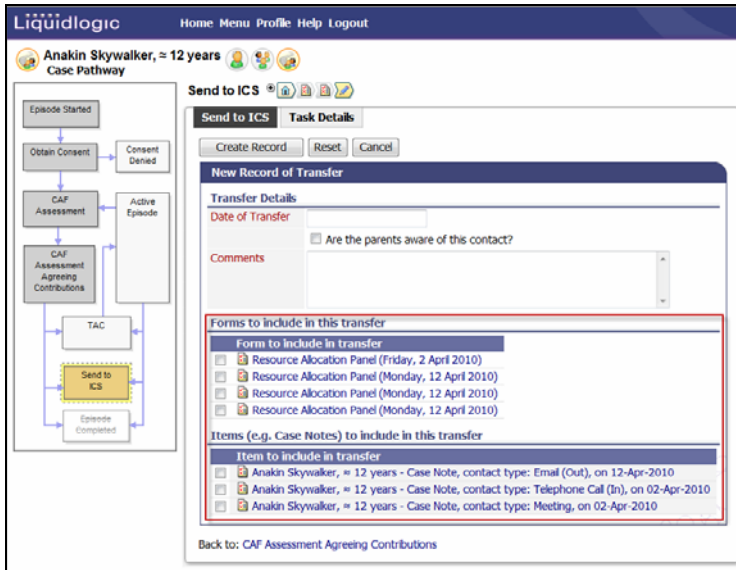 Liquidlogic
Home Menu Profile Help Logout
Anakin Skywalker, ≈ 12 years
Case Pathway
Episode Started
Obtain Consent
Consent
Denied
CAF
Assessment
Active
Episode
CAF
Assessment
Agreeing
Contributions
TAC
Send to
ICS
Episode
Completed
Send to ICS
Send to ICS Task Details
Create Record Reset Cancel
New Record of Transfer
Transfer Details
Date of Transfer
Are the parents aware of this contact?
Comments
Forms to include in this transfer
Form to include in transfer
Resource Allocation Panel (Friday, 2 April 2010)
Resource Allocation Panel (Monday, 12 April 2010)
Resource Allocation Panel (Monday, 12 April 2010)
Resource Allocation Panel (Monday, 12 April 2010)
Items (e.g. Case Notes) to include in this transfer
Item to include in transfer
Anakin Skywalker, ≈ 12 years - Case Note, contact type: Email (Out), on 12-Apr-2010
Anakin Skywalker, ≈ 12 years - Case Note, contact type: Telephone Call (In), on 02-Apr-2010
Anakin Skywalker, ≈ 12 years - Case Note, contact type: Meeting, on 02-Apr-2010
Back to: CAF Assessment Agreeing Contributions